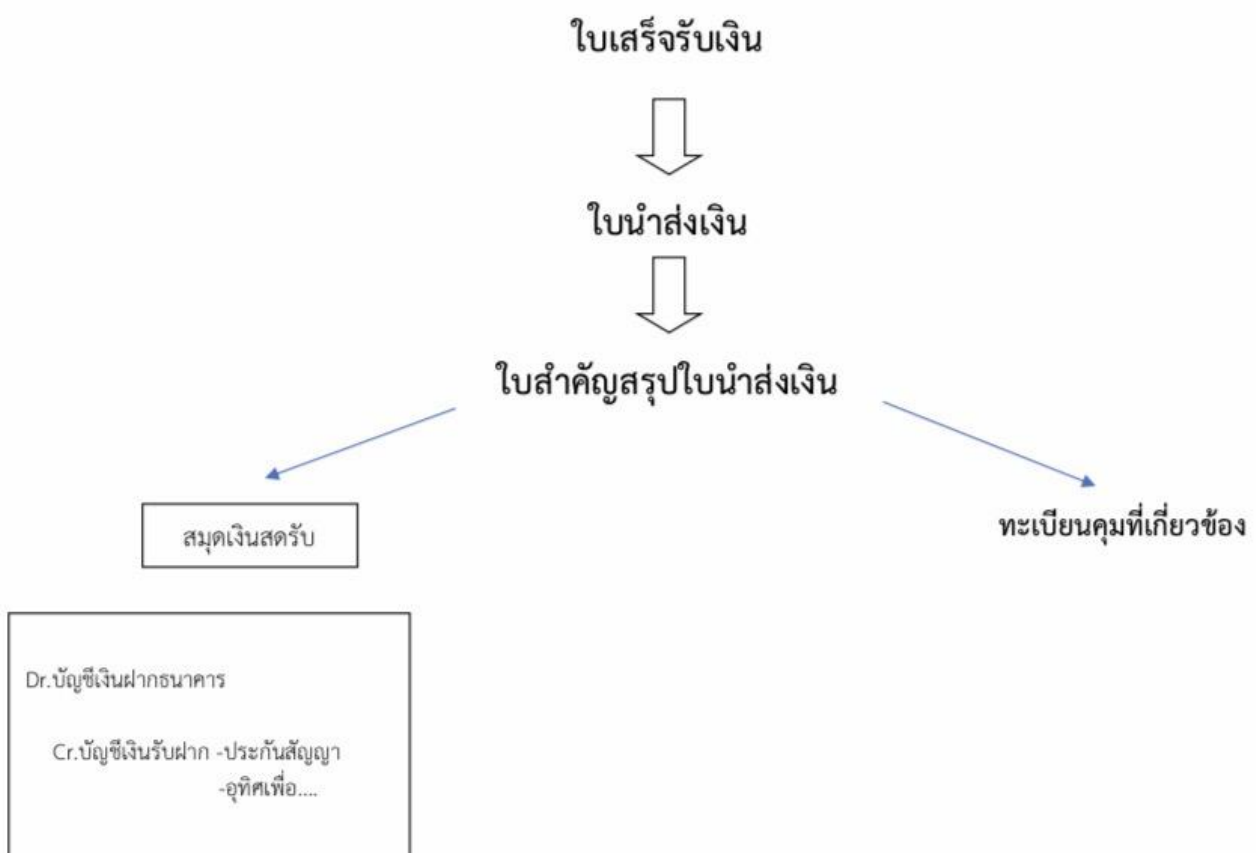 ใบเสร็จรับเงิน
ใบนำส่งเงิน
ใบสำคัญสรุปใบนำส่งเงิน
สมุดเงินสดรับ
ทะเบียนคุมที่เกี่ยวข้อง
Dr.บัญชีเงินฝากธนาคาร
Cr.บัญชีเงินรับฝาก -ประกันสัญญา
-อุทิศเพื่อ....